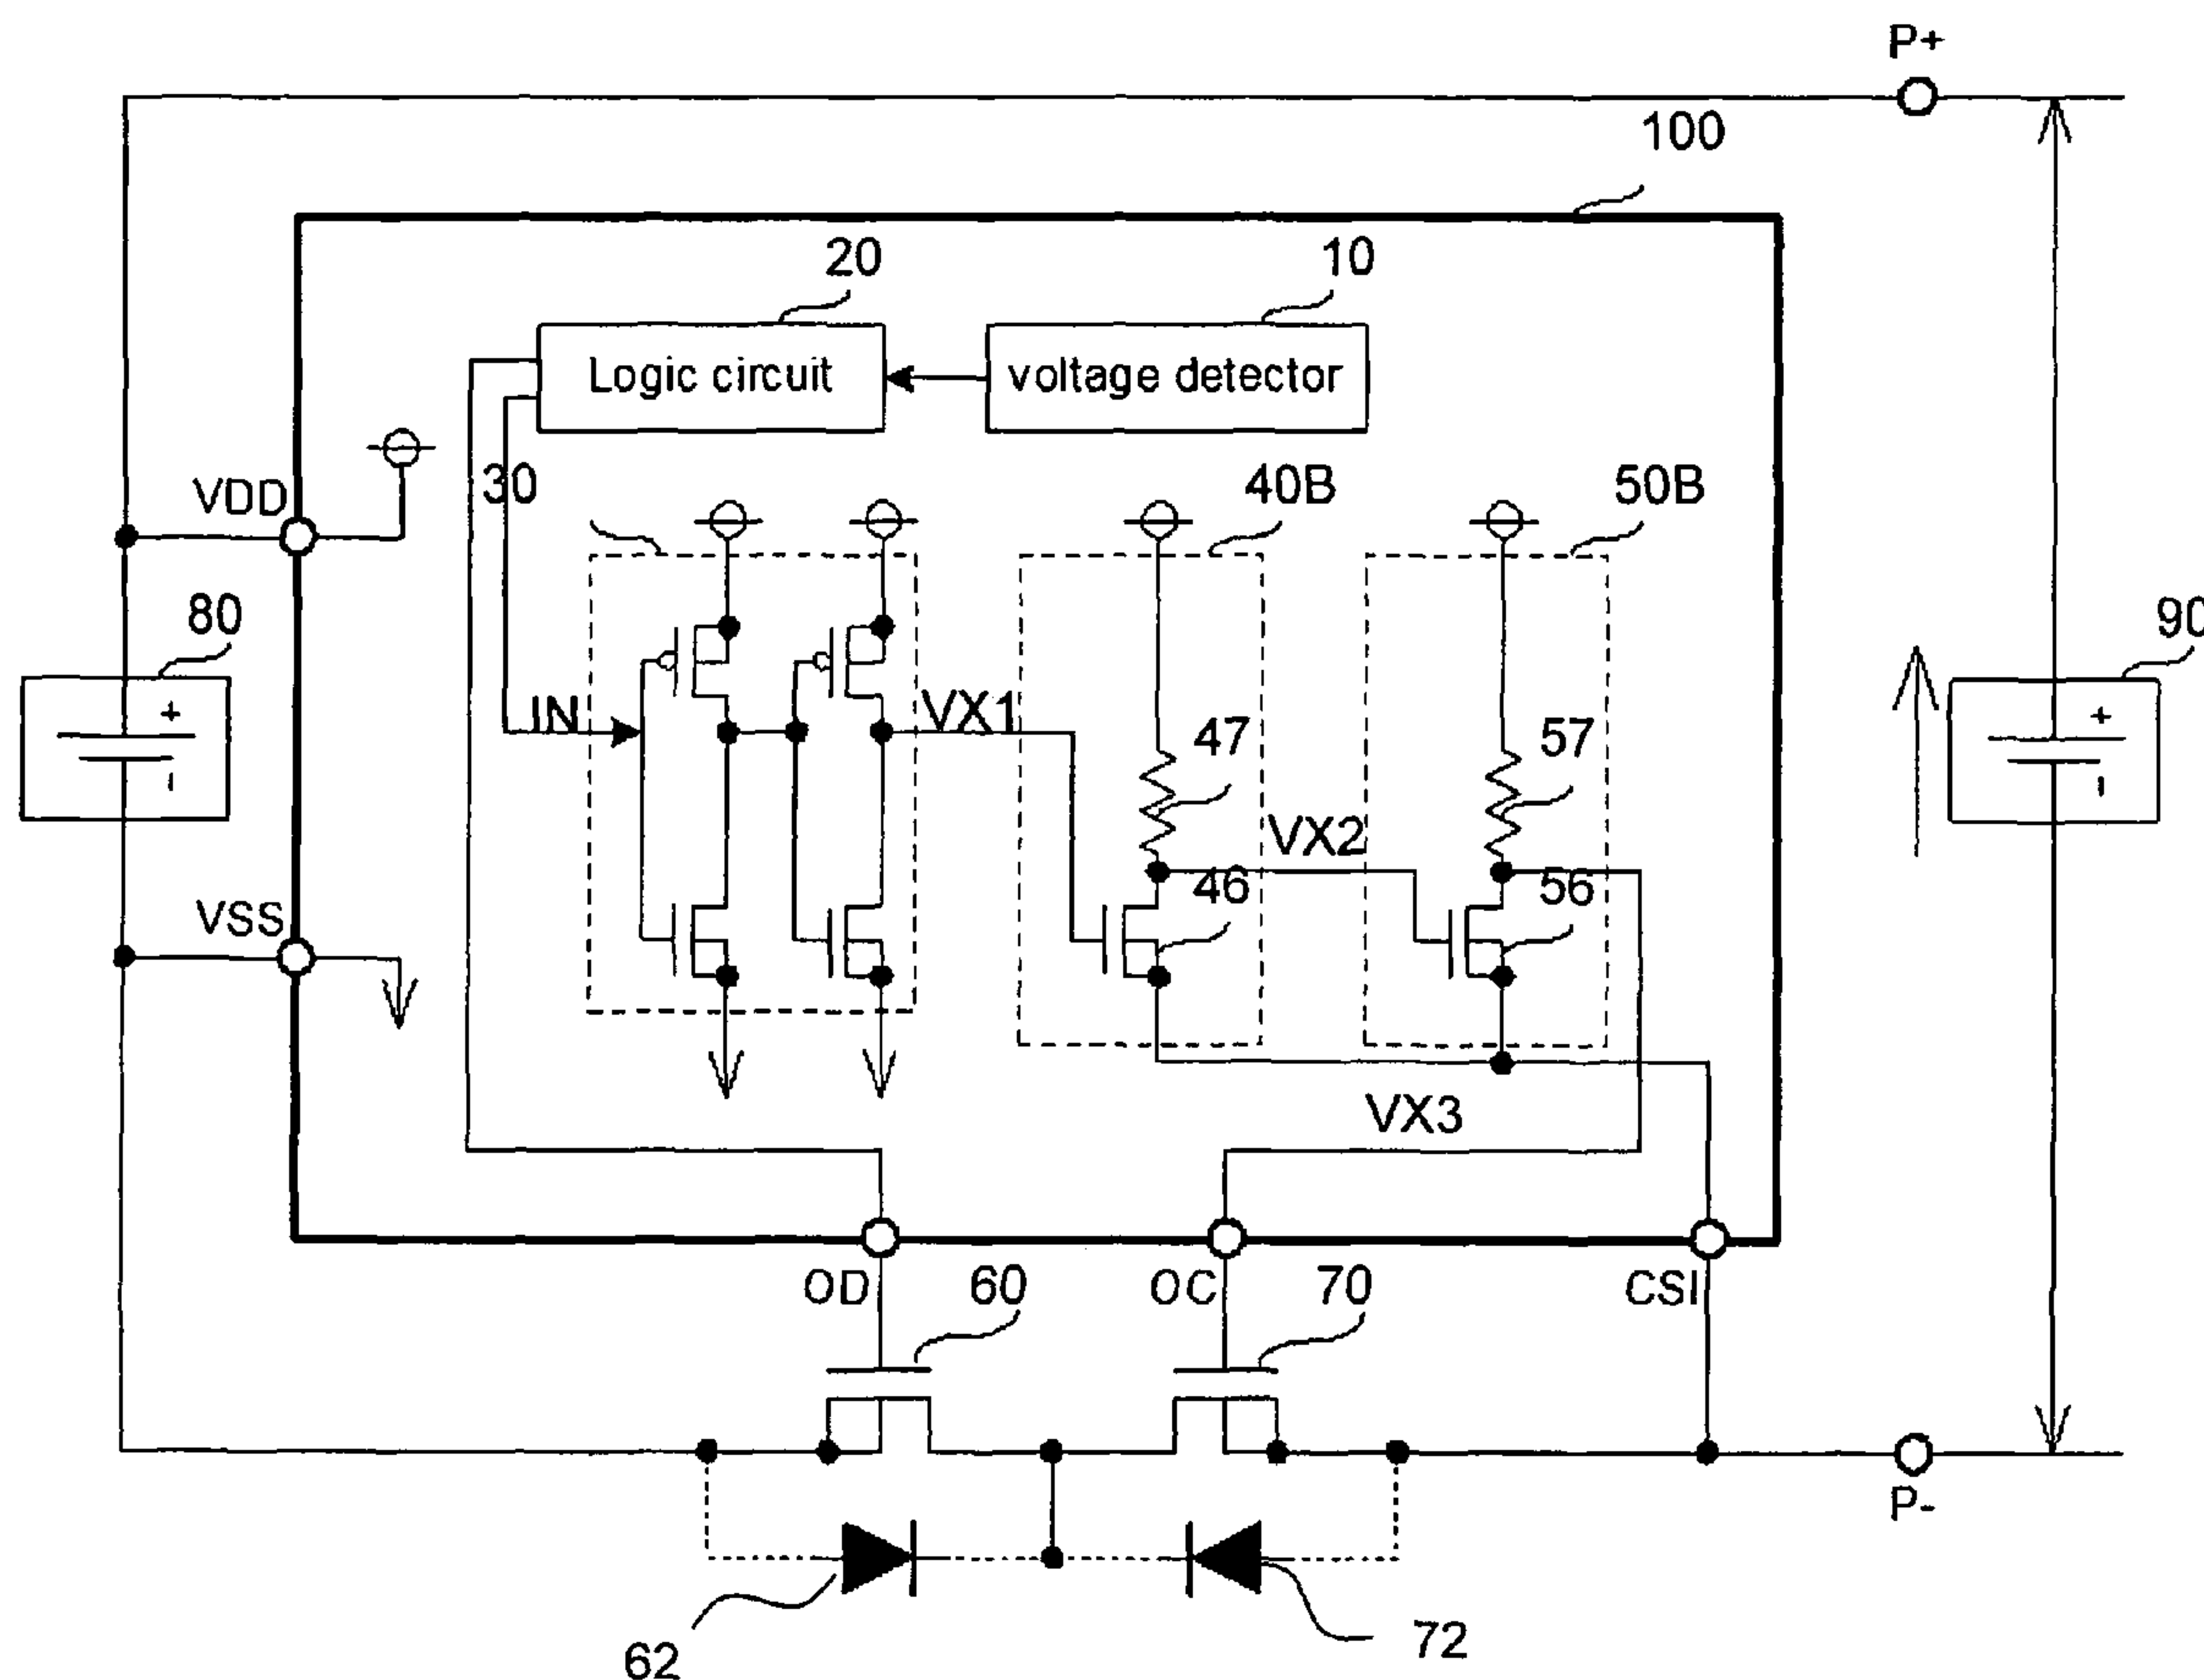 P+
100
20
10
Logic circuit
voltage detector
VDD
30
40B
50B
80
+
-
IN
VX1
47
57
90
+
-
VX2
46
56
VSS
VX3
OD
60
OC
70
CSI
P-
62
72